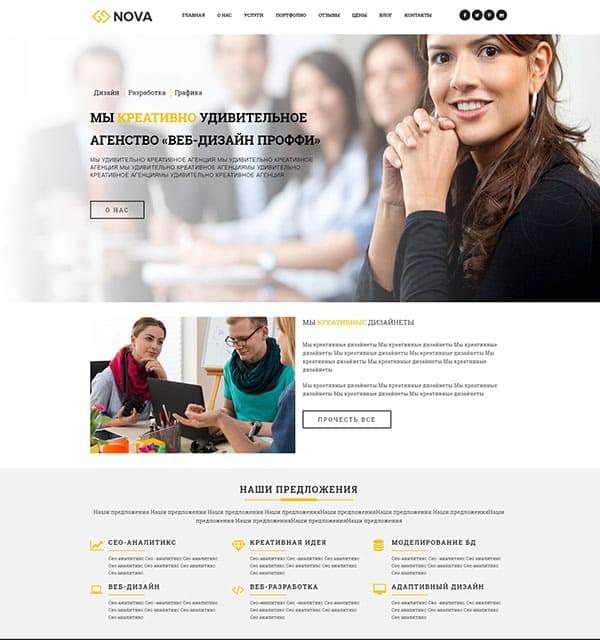 NOVA
ГЛАВНАЯ О НАС УСЛУГИ ПОРТФОЛИО ОТЗЫВЫ ЦЕНЫ БЛОГ КОНТАКТЫ
Дизайн Разработка Графика
МЫ КРЕАТИВНО УДИВИТЕЛЬНОЕ
АГЕНСТВО «ВЕБ-ДИЗАЙН ПРОФФИ»
МЫ УДИВИТЕЛЬНО КРЕАТИВНОЕ АГЕНЦИЯ МЫ УДИВИТЕЛЬНО КРЕАТИВНОЕ
АГЕНЦИЯ МЫ УДИВИТЕЛЬНО КРЕАТИВНОЕ АГЕНЦИЯМЫ УДИВИТЕЛЬНО
КРЕАТИВНОЕ АГЕНЦИЯМЫ УДИВИТЕЛЬНО КРЕАТИВНОЕ АГЕНЦИЯ
О НАС
МЫ КРЕАТИВНЫЕ ДИЗАЙНЕТЫ
Мы креативные дизайнеты Мы креативные дизайнеты Мы креативные
дизайнеты Мы креативные дизайнеты Мы креативные дизайнеты Мы
креативные дизайнеты Мы креативные дизайнеты Мы креативные
дизайнеты
Мы креативные дизайнеты Мы креативные дизайнеты Мы креативные
дизайнеты Мы креативные дизайнеты Мы креативные дизайнеты
ПРОЧЕСТЬ ВСЕ
НАШИ ПРЕДЛОЖЕНИЯ
Наши предложения Наши предложения Наши предложения Наши предложенияНаши предложенияНаши предложения Наши предложенияНаши
предложения Наши предложенияНаши предложенияНаши предложения
СЕО-АНАЛИТИКС КРЕАТИВНАЯ ИДЕЯ МОДЕЛИРОВАНИЕ БД
Сео-аналитикс Сео -аналитикс Сео аналитикс Сео-аналитикс Сео -аналитикс Сео аналитикс Сео-аналитикс Сео -аналитикс Сео аналитикс
Сео аналитикс Сео аналитикс Сео аналитикс Сео аналитикс Сео аналитикс Сео аналитикс Сео аналитикс Сео аналитикс Сео аналитикс
Сео аналитикс Сео аналитикс Сео аналитикс
ВЕБ-ДИЗАЙН ВЕБ-РАЗРАБОТКА АДАПТИВНЫЙ ДИЗАЙН
Сео-аналитикс Сео -аналитикс Сео аналитикс Сео-аналитикс Сео -аналитикс Сео аналитикс Сео-аналитикс Сео -аналитикс Сео аналитикс
Сео аналитикс Сео аналитикс Сео аналитикс Сео аналитикс Сео аналитикс Сео аналитикс Сео аналитикс Сео аналитикс Сео аналитикс
Сео аналитикс Сео аналитикс Сео аналитикс